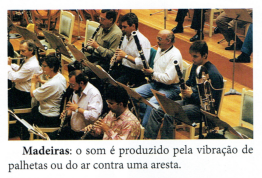 Madeiras: o som é produzido pela vibração de
palhetas ou do ar contra uma aresta.